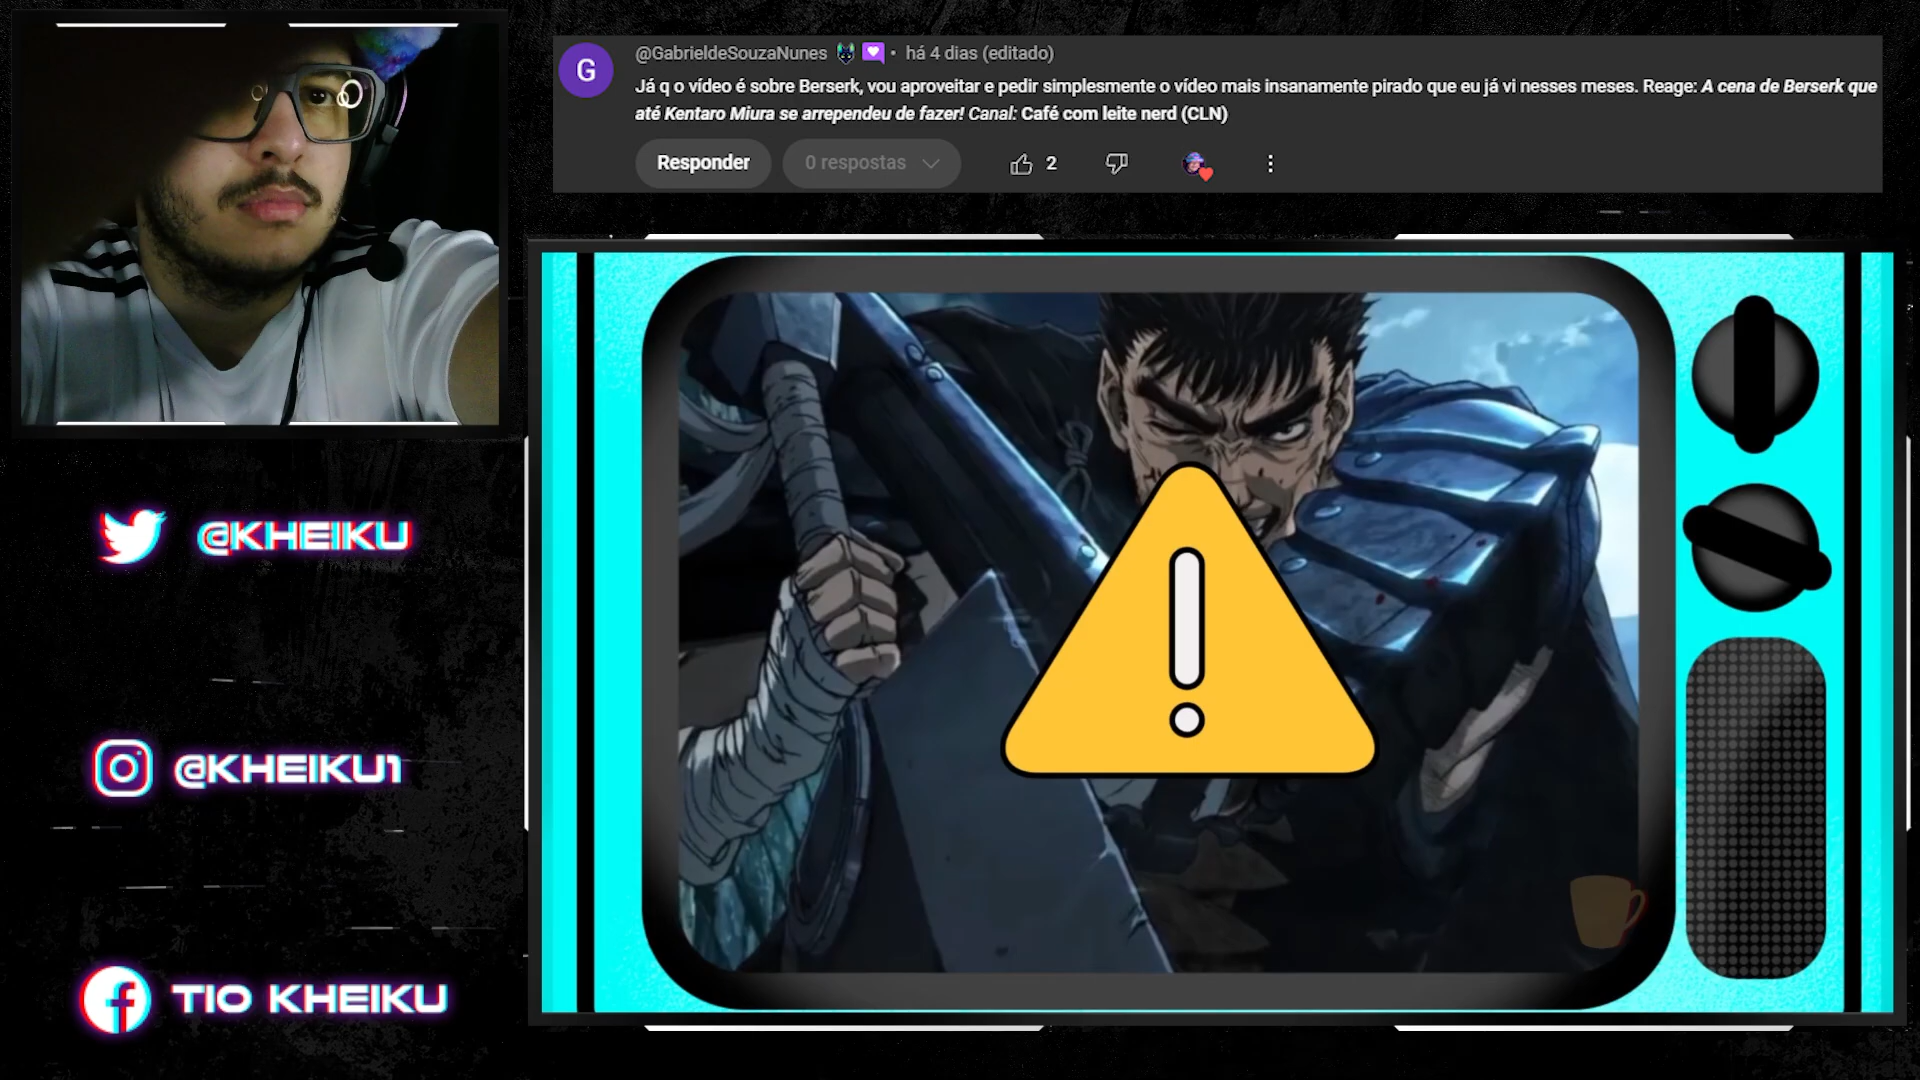 G
@GabrieldeSouzaNunes • há 4 dias (editado)
Já q o vídeo é sobre Berserk, vou aproveitar e pedir simplesmente o vídeo mais insanamente pirado que eu já vi nesses meses. Reage: A cena de Berserk que
até Kentaro Miura se arrependeu de fazer! Canal: Café com leite nerd (CLN)
Responder 0 respostas 2
@KHEIKU
@KHEIKU1
TIO KHEIKU